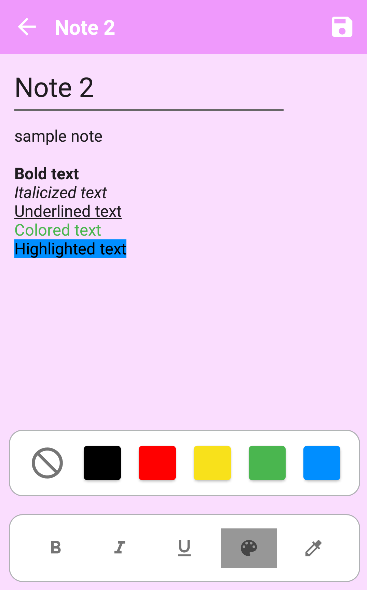 Note 2
Note 2
sample note
Bold text
Italicized text
Underlined text
Colored text
Highlighted text
B I U